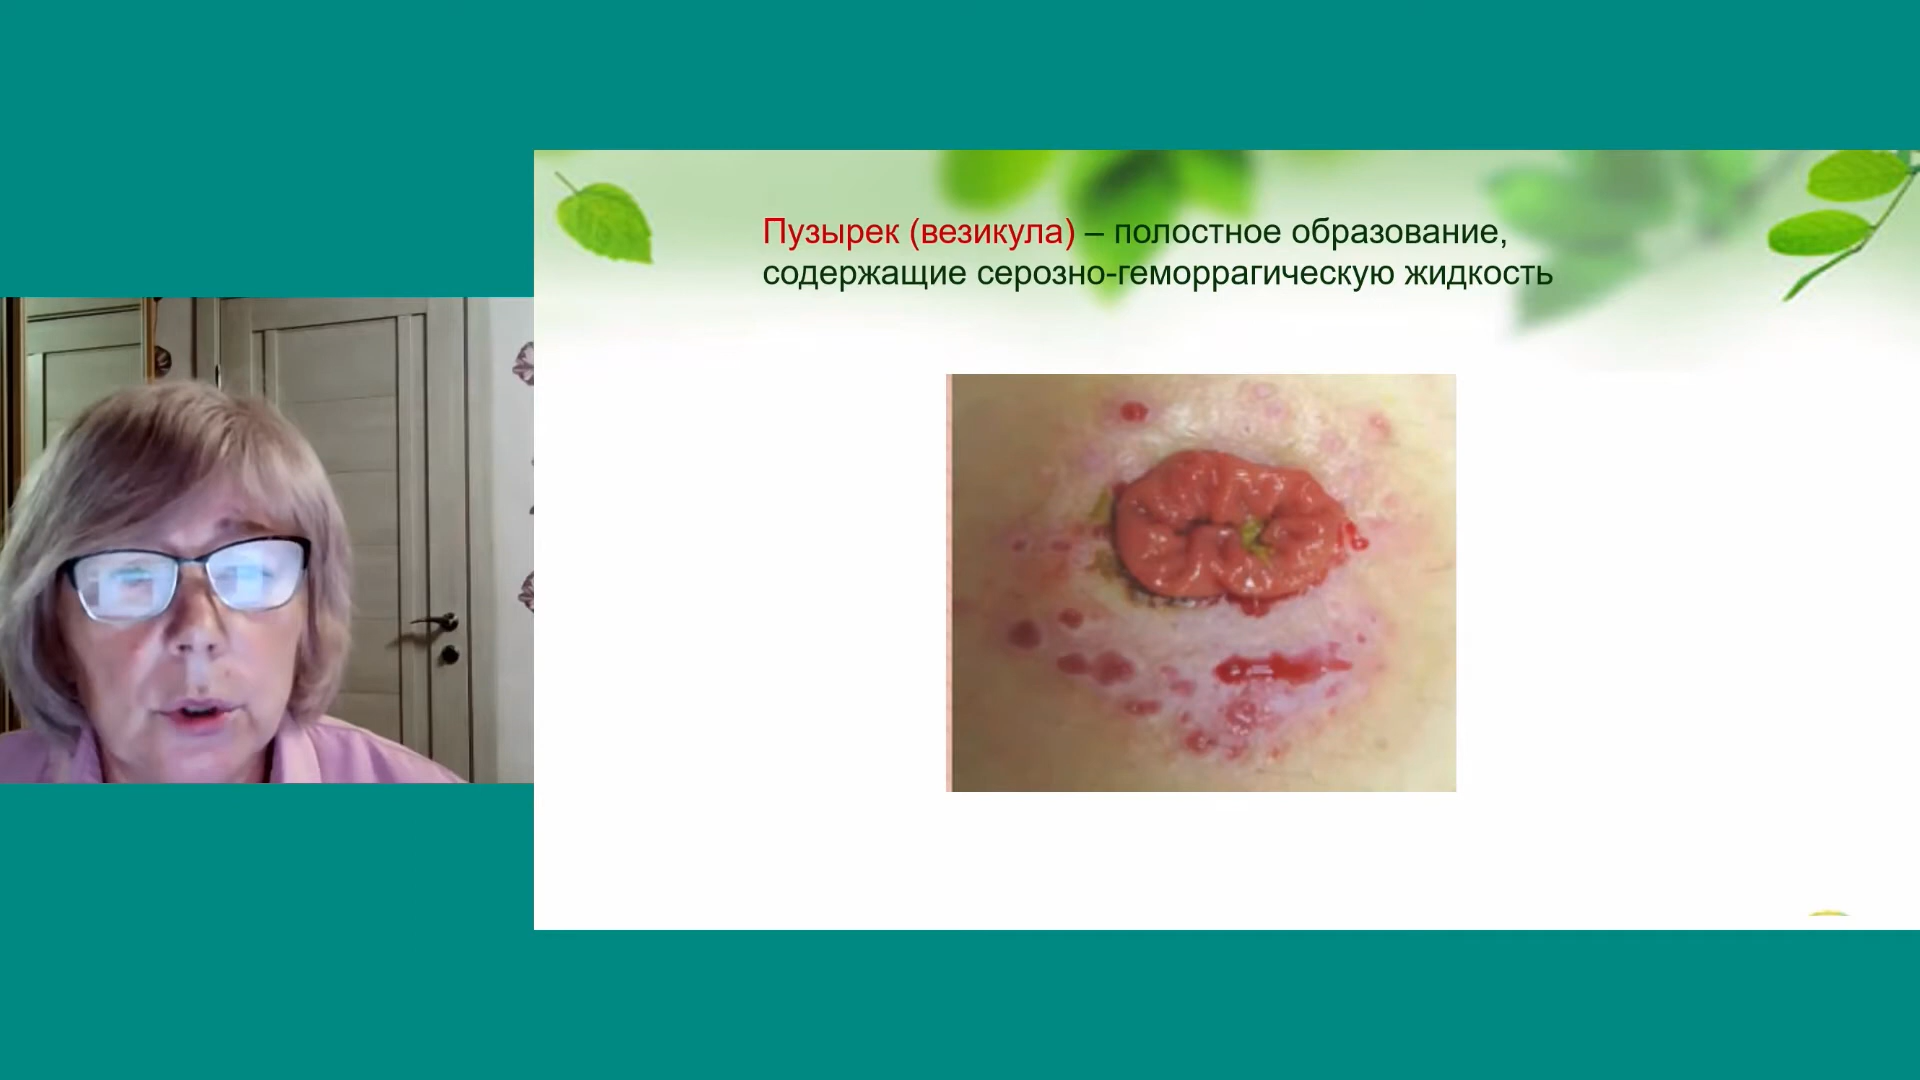 Пузырек (везикула) – полостное образование,
содержащие серозно-геморрагическую жидкость